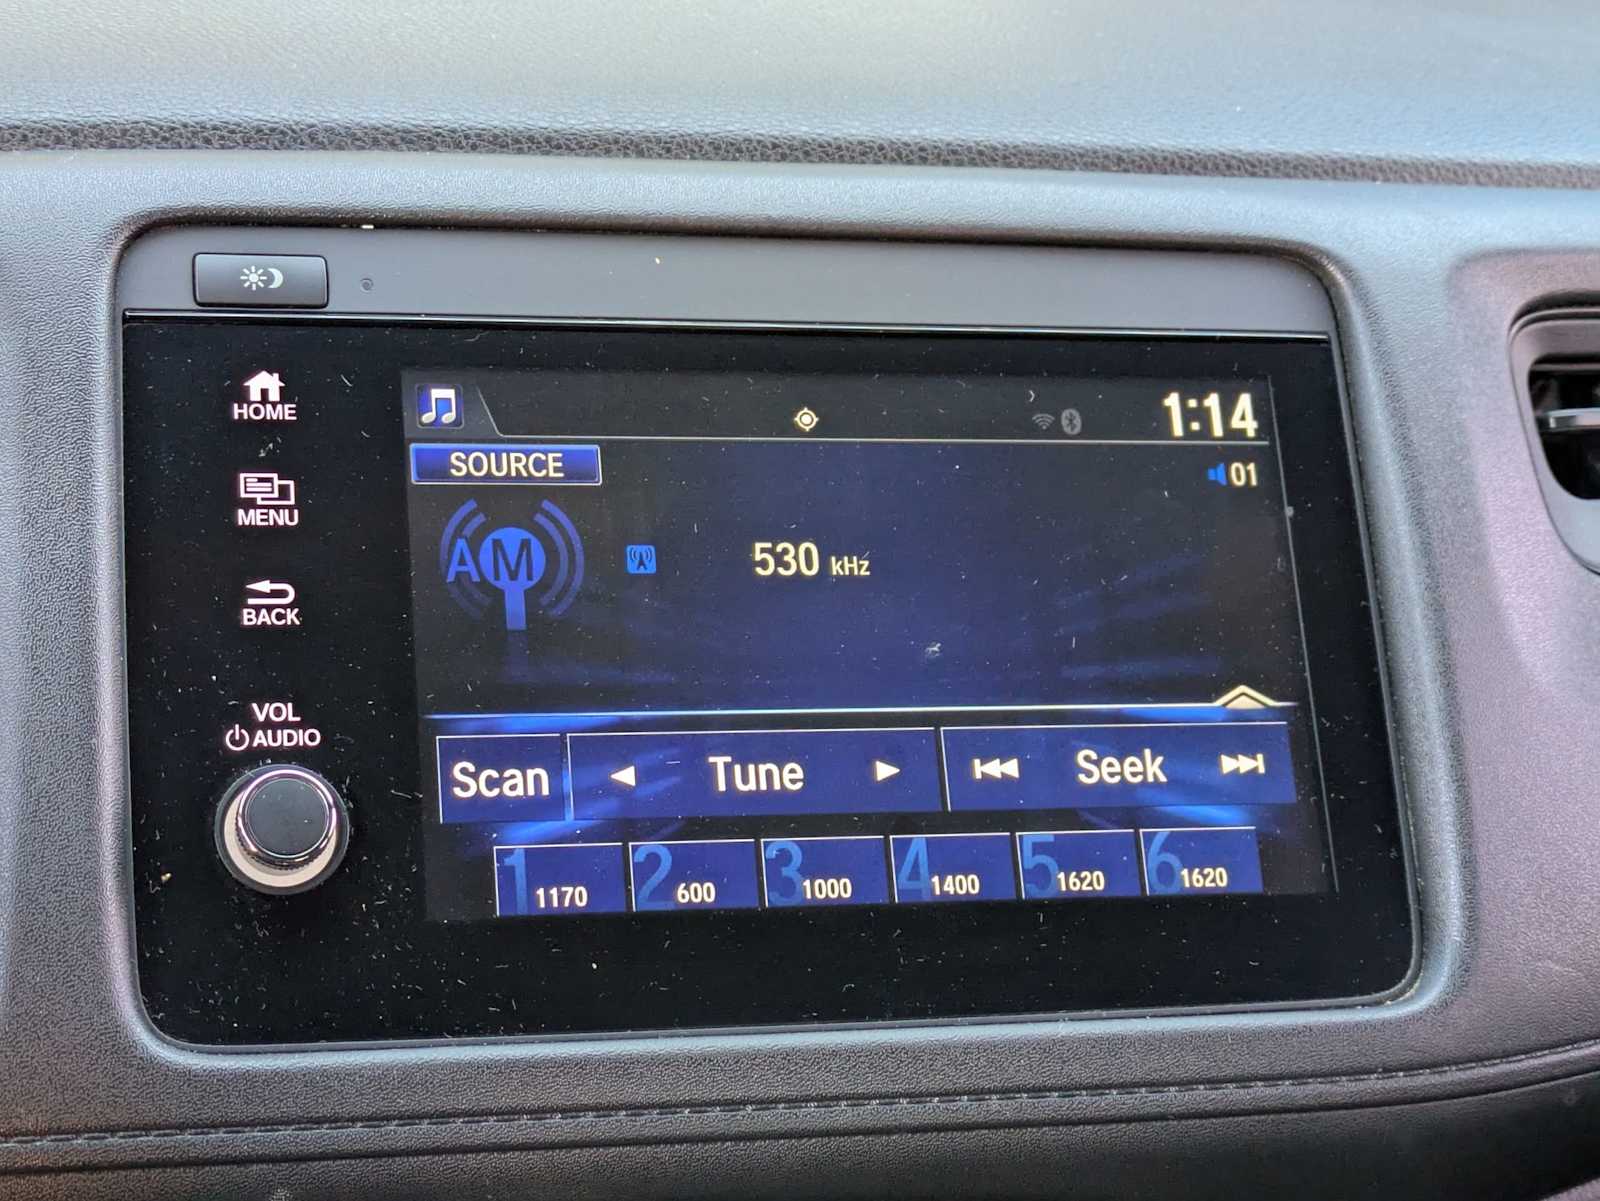 HOME
MENU
BACK
VOL
AUDIO
1:14
SOURCE
01
AM
530 kHz
Scan
Tune
Seek
1 1170
2 600
3 1000
4 1400
5 1620
6 1620